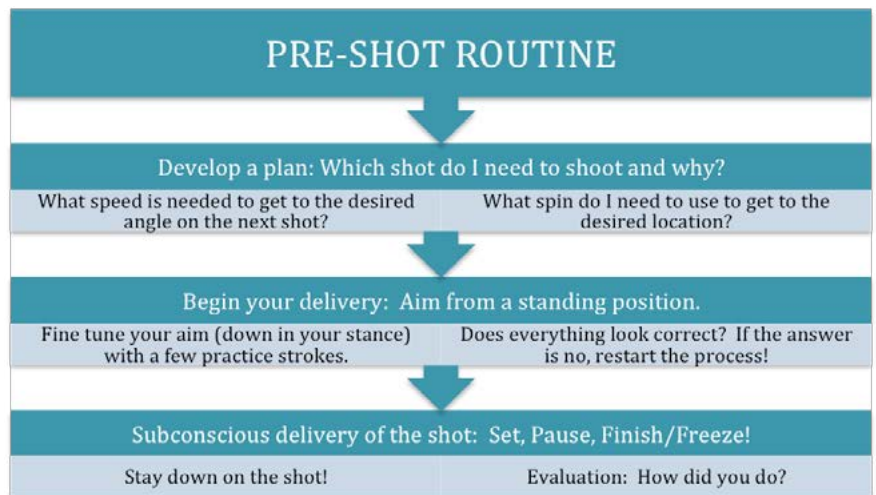 PRE-SHOT ROUTINE
Develop a plan: Which shot do I need to shoot and why?
What speed is needed to get to the desired
angle on the next shot?
What spin do I need to use to get to the
desired location?
Begin your delivery:  Aim from a standing position.
Fine tune your aim (down in your stance)
with a few practice strokes.
Does everything look correct?  If the answer
is no, restart the process!
Subconscious delivery of the shot:  Set, Pause, Finish/Freeze!
Stay down on the shot!
Evaluation:  How did you do?